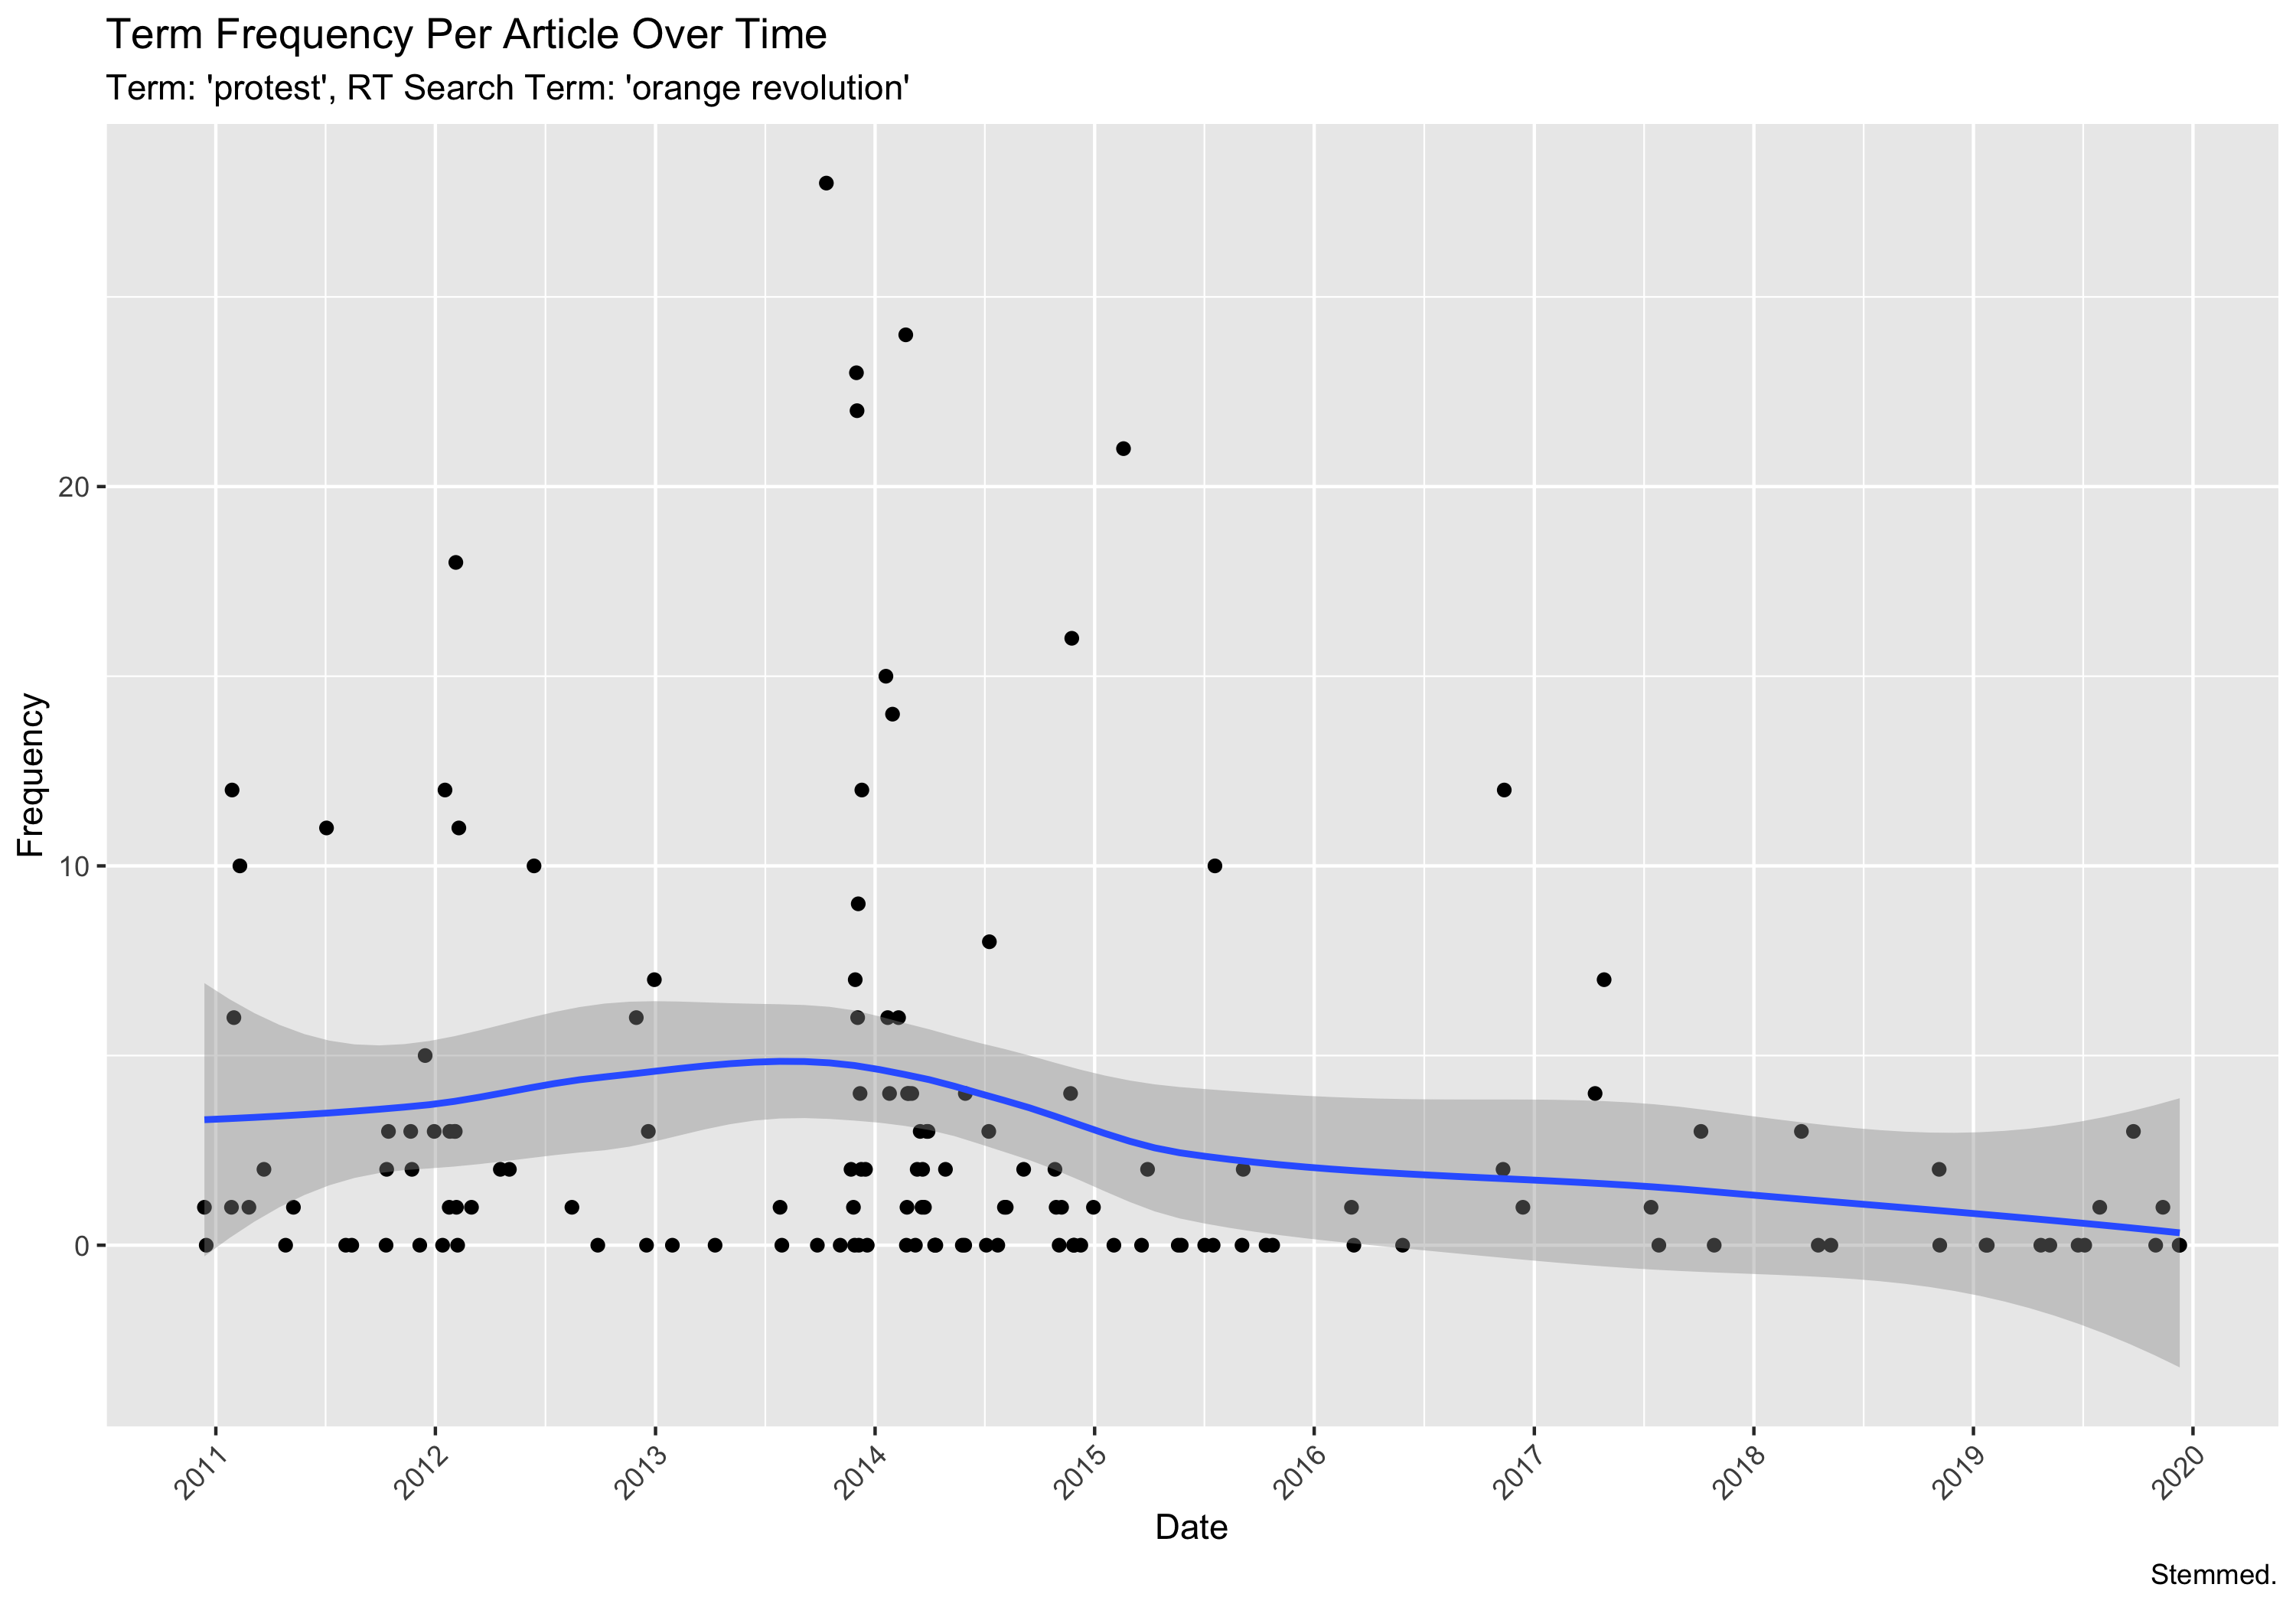 Term Frequency Per Article Over Time
Term: 'protest', RT Search Term: 'orange revolution'
Frequency
20
10
0
2011
2012
2013
2014
2015
2016
2017
2018
2019
2020
Date
Stemmed.